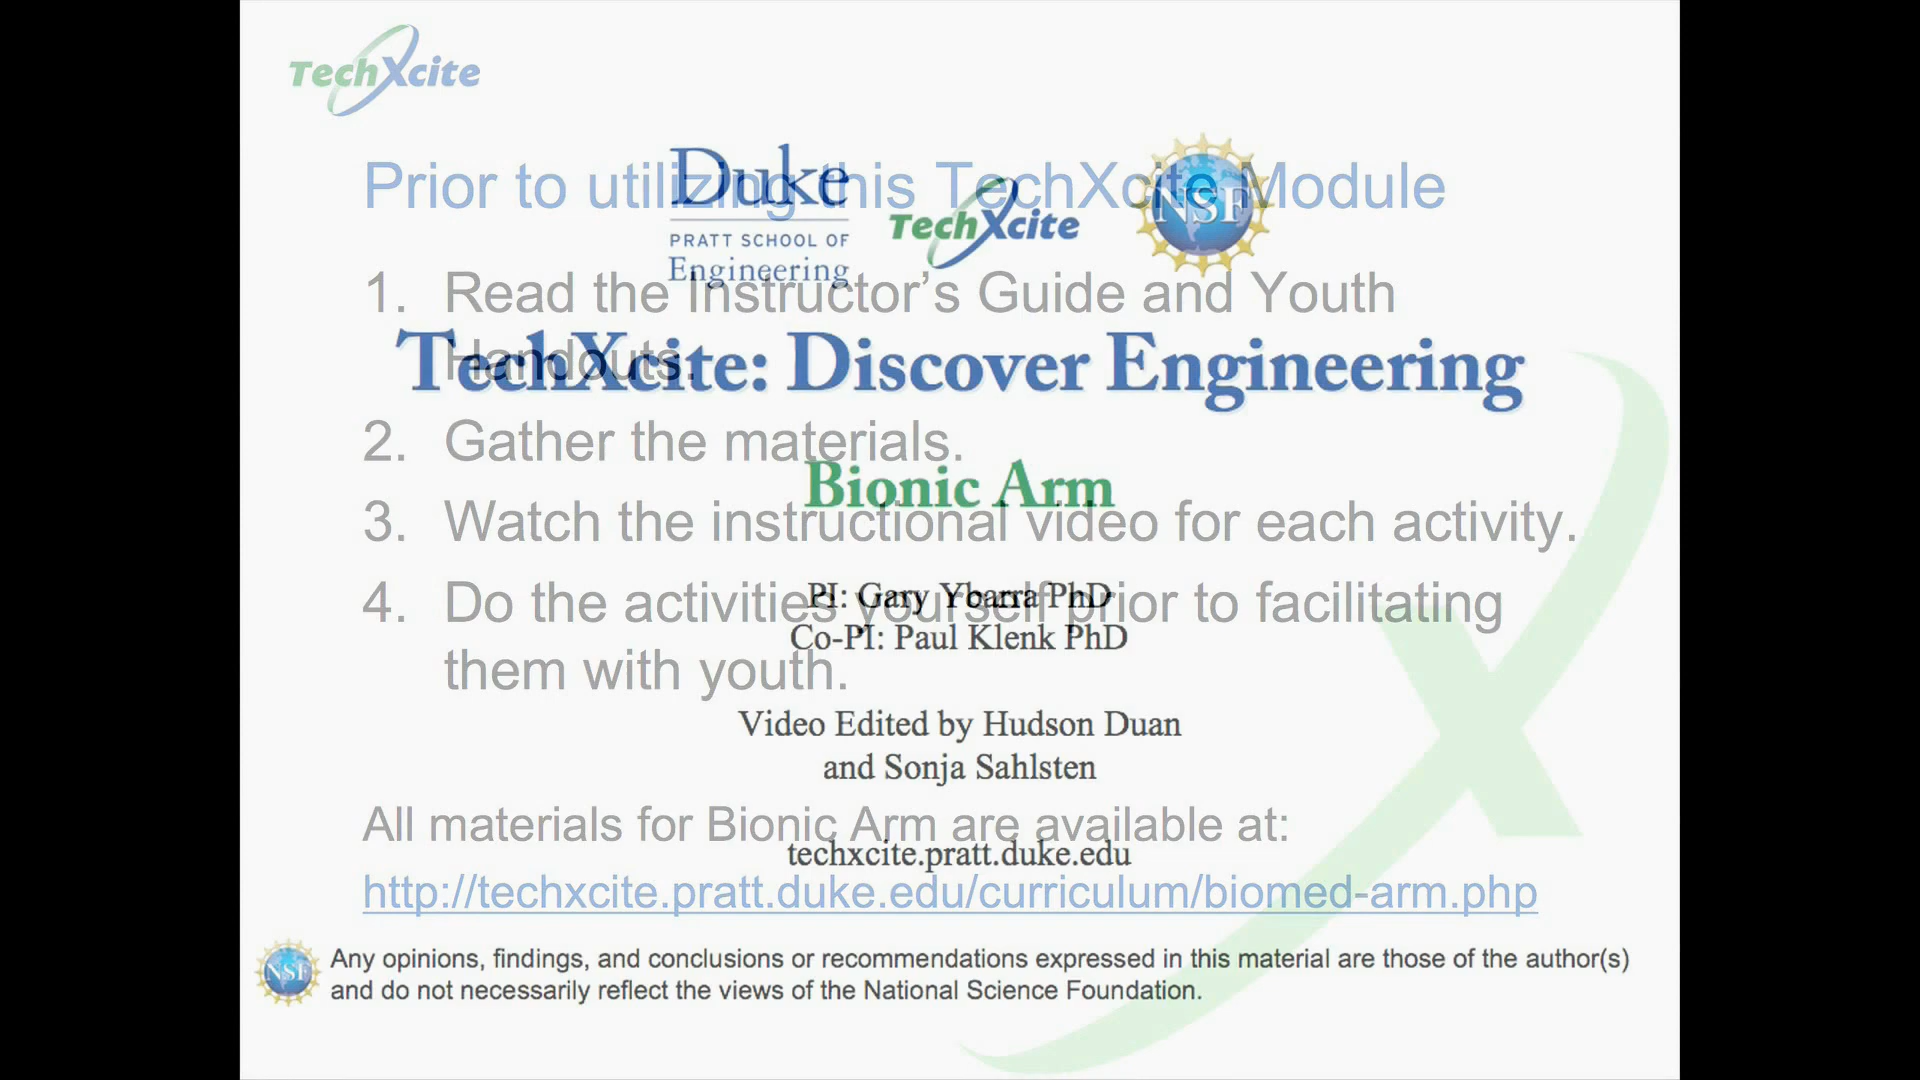 TechXcite
Prior to utilizing this TechXcite Module
Duke
PRATT SCHOOL OF
Engineering
TechXcite
NSF
1. Read the Instructor’s Guide and Youth
Handouts.
TechXcite: Discover Engineering
2. Gather the materials.
Bionic Arm
3. Watch the instructional video for each activity.
PI: Gary Ybarra PhD
Co-PI: Paul Klenk PhD
4. Do the activities yourself prior to facilitating
them with youth.
Video Edited by Hudson Duan
and Sonja Sahlsten
All materials for Bionic Arm are available at:
techxcite.pratt.duke.edu
http://techxcite.pratt.duke.edu/curriculum/biomed-arm.php
NSF
Any opinions, findings, and conclusions or recommendations expressed in this material are those of the author(s)
and do not necessarily reflect the views of the National Science Foundation.